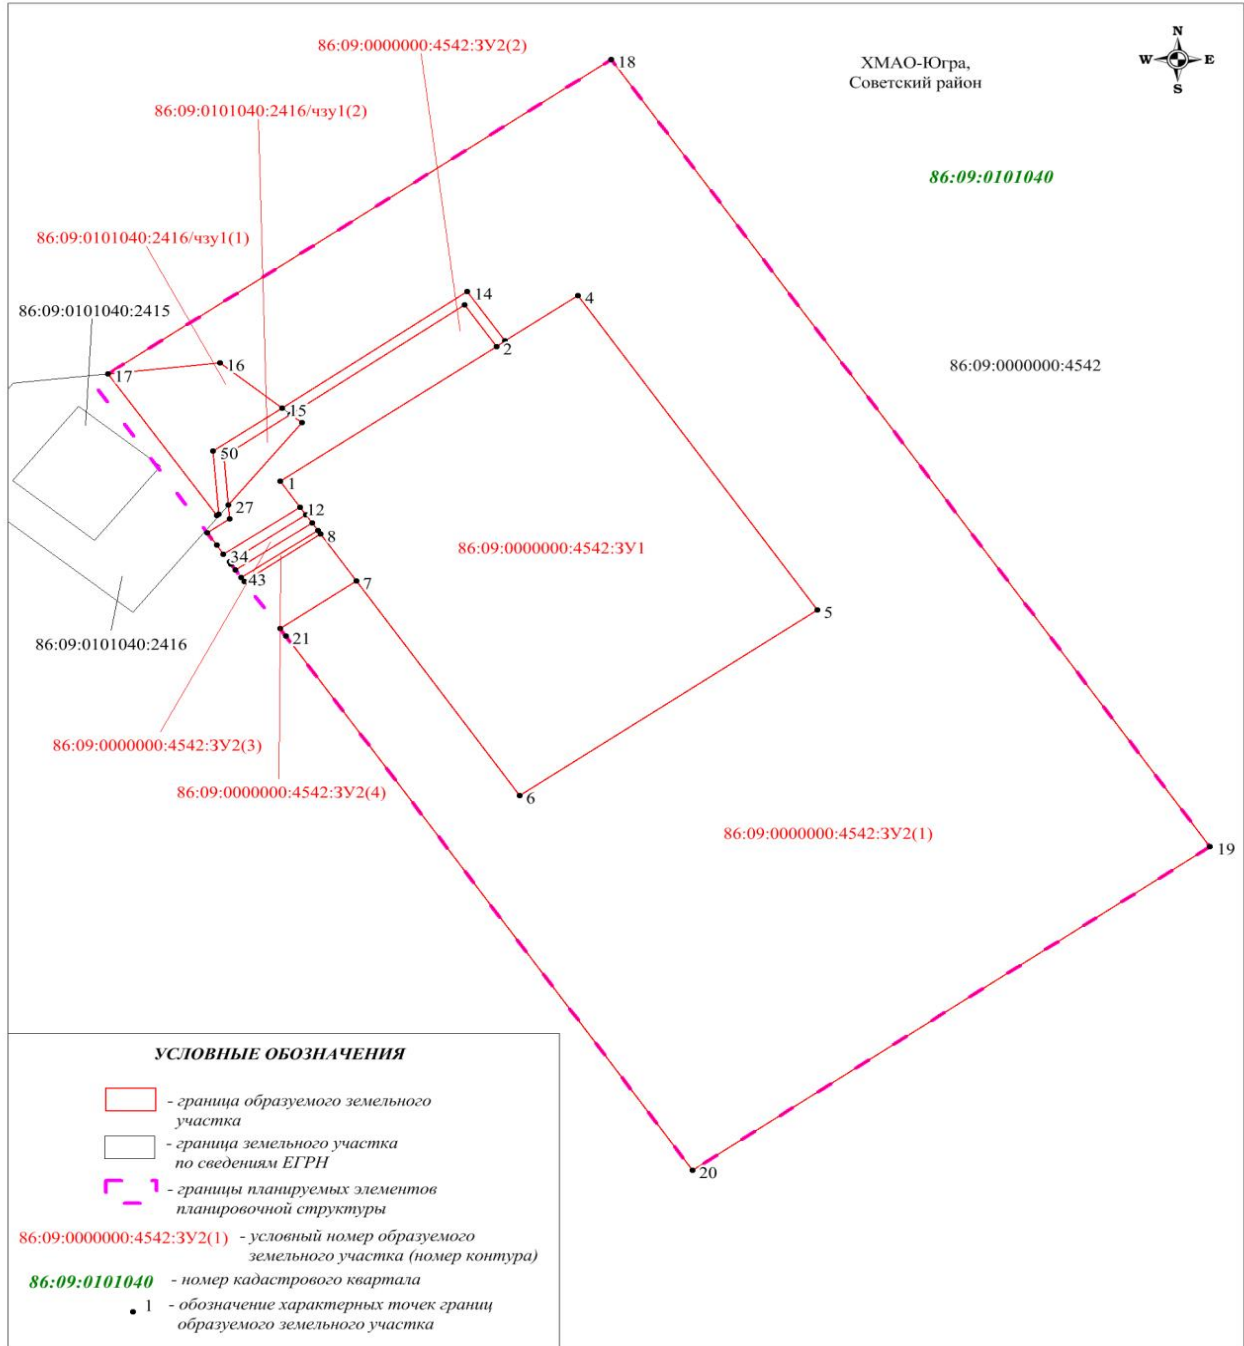 N
W E
S
ХМАО-Югра,
Советский район
86:09:0000000:4542:ЗУ2(2)
18
86:09:0101040:2416/чзу1(2)
86:09:0101040
86:09:0101040:2416/чзу1(1)
14
4
86:09:0101040:2415
2
16
86:09:0000000:4542
17
15
50
1
27
12
8
86:09:0000000:4542:ЗУ1
34
43
7
5
21
86:09:0101040:2416
86:09:0000000:4542:ЗУ2(3)
86:09:0000000:4542:ЗУ2(4)
6
86:09:0000000:4542:ЗУ2(1)
19
20
УСЛОВНЫЕ ОБОЗНАЧЕНИЯ
- граница образуемого земельного
участка
- граница земельного участка
по сведениям ЕГРН
- границы планируемых элементов
планировочной структуры
86:09:0000000:4542:ЗУ2(1) - условный номер образуемого
земельного участка (номер контура)
86:09:0101040 - номер кадастрового квартала
1 - обозначение характерных точек границ
образуемого земельного участка